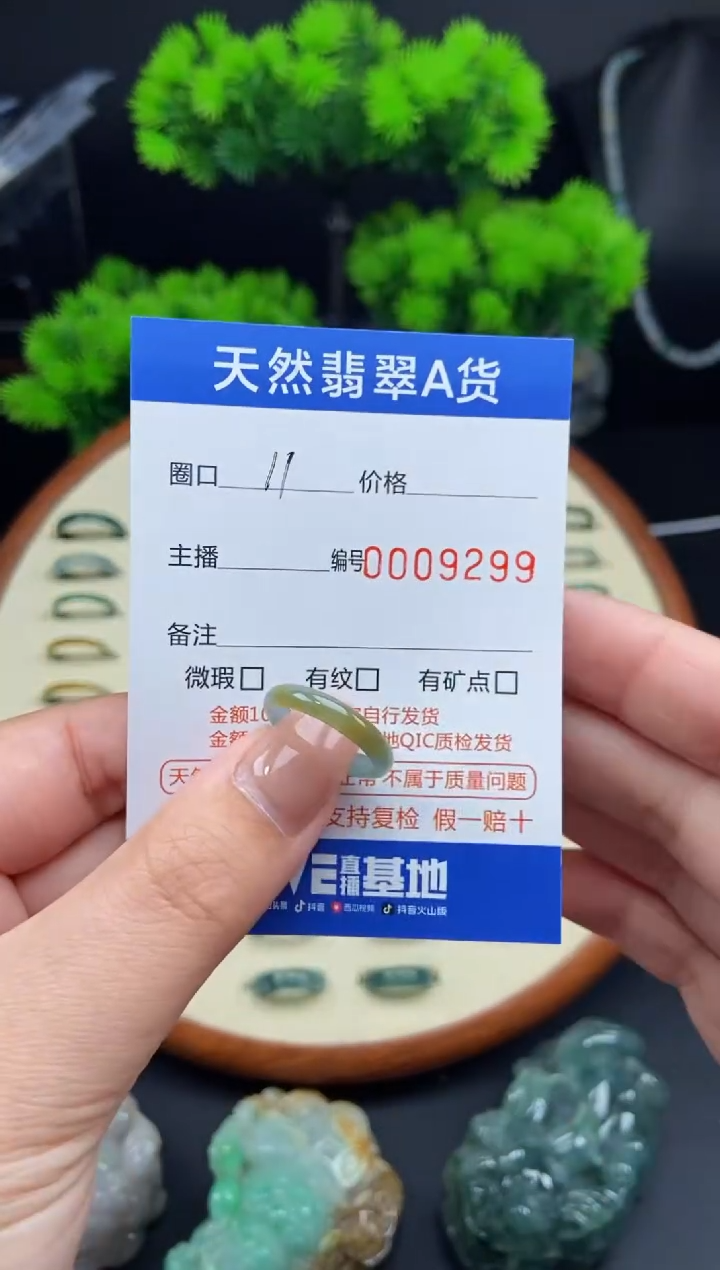 天然翡翠A货
圈口 11 价格
主播 编号0009299
备注
微瑕□ 有纹□ 有矿点□
金额10 自行发货
金额 地QIC质检发货
天 正常 不属于质量问题
支持复检 假一赔十
直播基地
头条 抖音 西瓜视频 抖音火山版